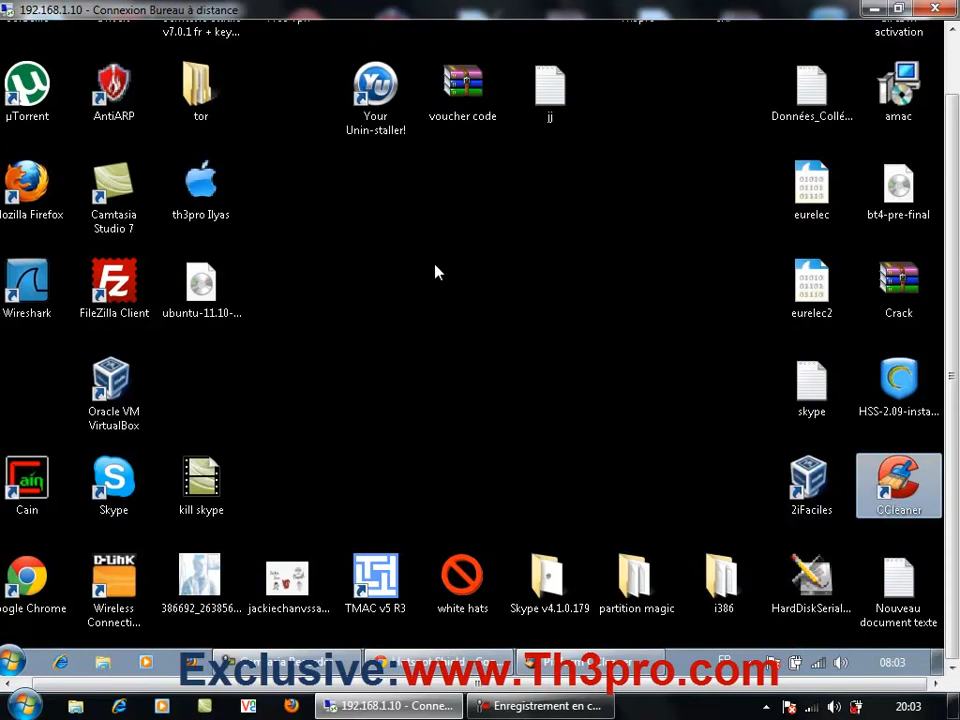 192.168.1.10 - Connexion Bureau à distance
v7.0.1 fr + key...
activation
µTorrent
AntiARP
tor
Your
Unin-staller!
voucher code
jj
Données_Collé...
amac
ozilla Firefox
Camtasia
Studio 7
th3pro Ilyas
eurelec
bt4-pre-final
Wireshark
FileZilla Client
ubuntu-11.10-...
eurelec2
Crack
Oracle VM
VirtualBox
skype
HSS-2.09-insta...
Cain
Skype
kill skype
2iFaciles
CCleaner
ogle Chrome
D-Link
Wireless
Connecti...
386692_263856...
jackiechanvssa...
TMAC v5 R3
white hats
Skype v4.1.0.179
partition magic
i386
HardDiskSerial...
Nouveau
document texte
FR
08:03
Exclusive:www.Th3pro.com
192.168.1.10 - Conne...
Enregistrement en c...
20:03